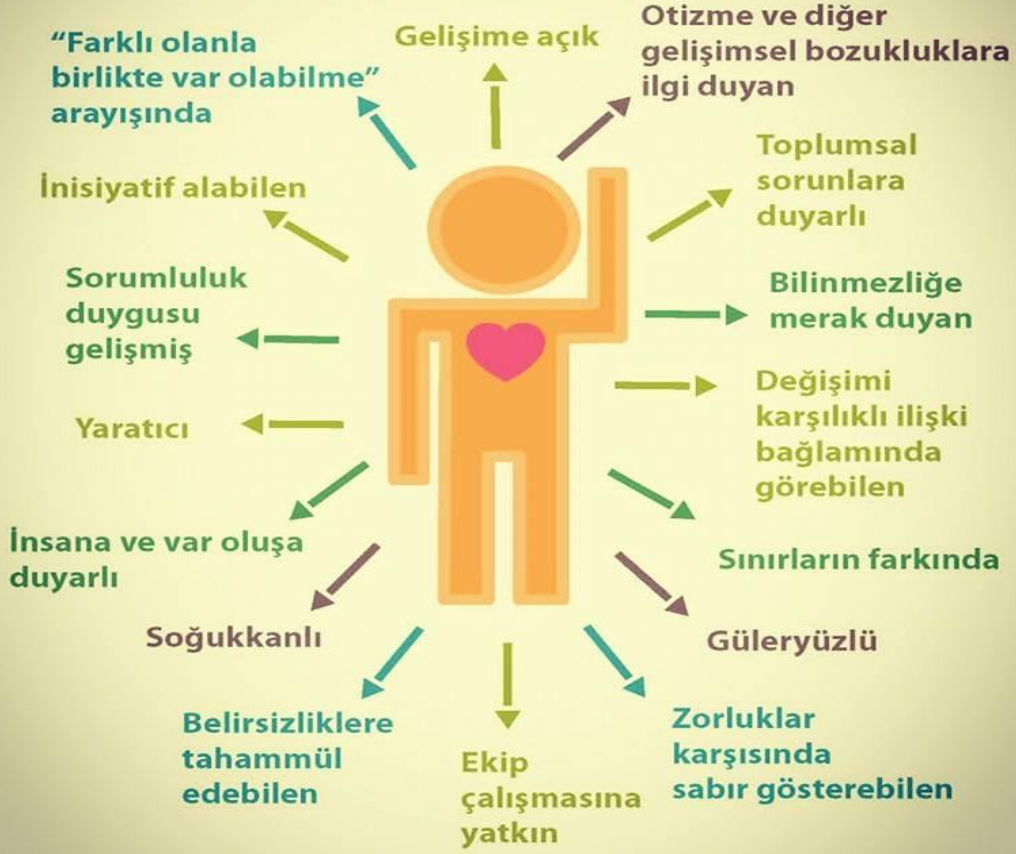 “Farklı olanla
birlikte var olabilme”
arayışında
Gelişime açık
Otizme ve diğer
gelişimsel bozukluklara
ilgi duyan
İnisiyatif alabilen
Toplumsal
sorunlara
duyarlı
Sorumluluk
duygusu
gelişmiş
Bilinmezliğe
merak duyan
Yaratıcı
Değişimi
karşılıklı ilişki
bağlamında
görebilen
İnsana ve var oluşa
duyarlı
Sınırların farkında
Soğukkanlı
Güleryüzlü
Belirsizliklere
tahammül
edebilen
Ekip
çalışmasına
yatkın
Zorluklar
karşısında
sabır gösterebilen